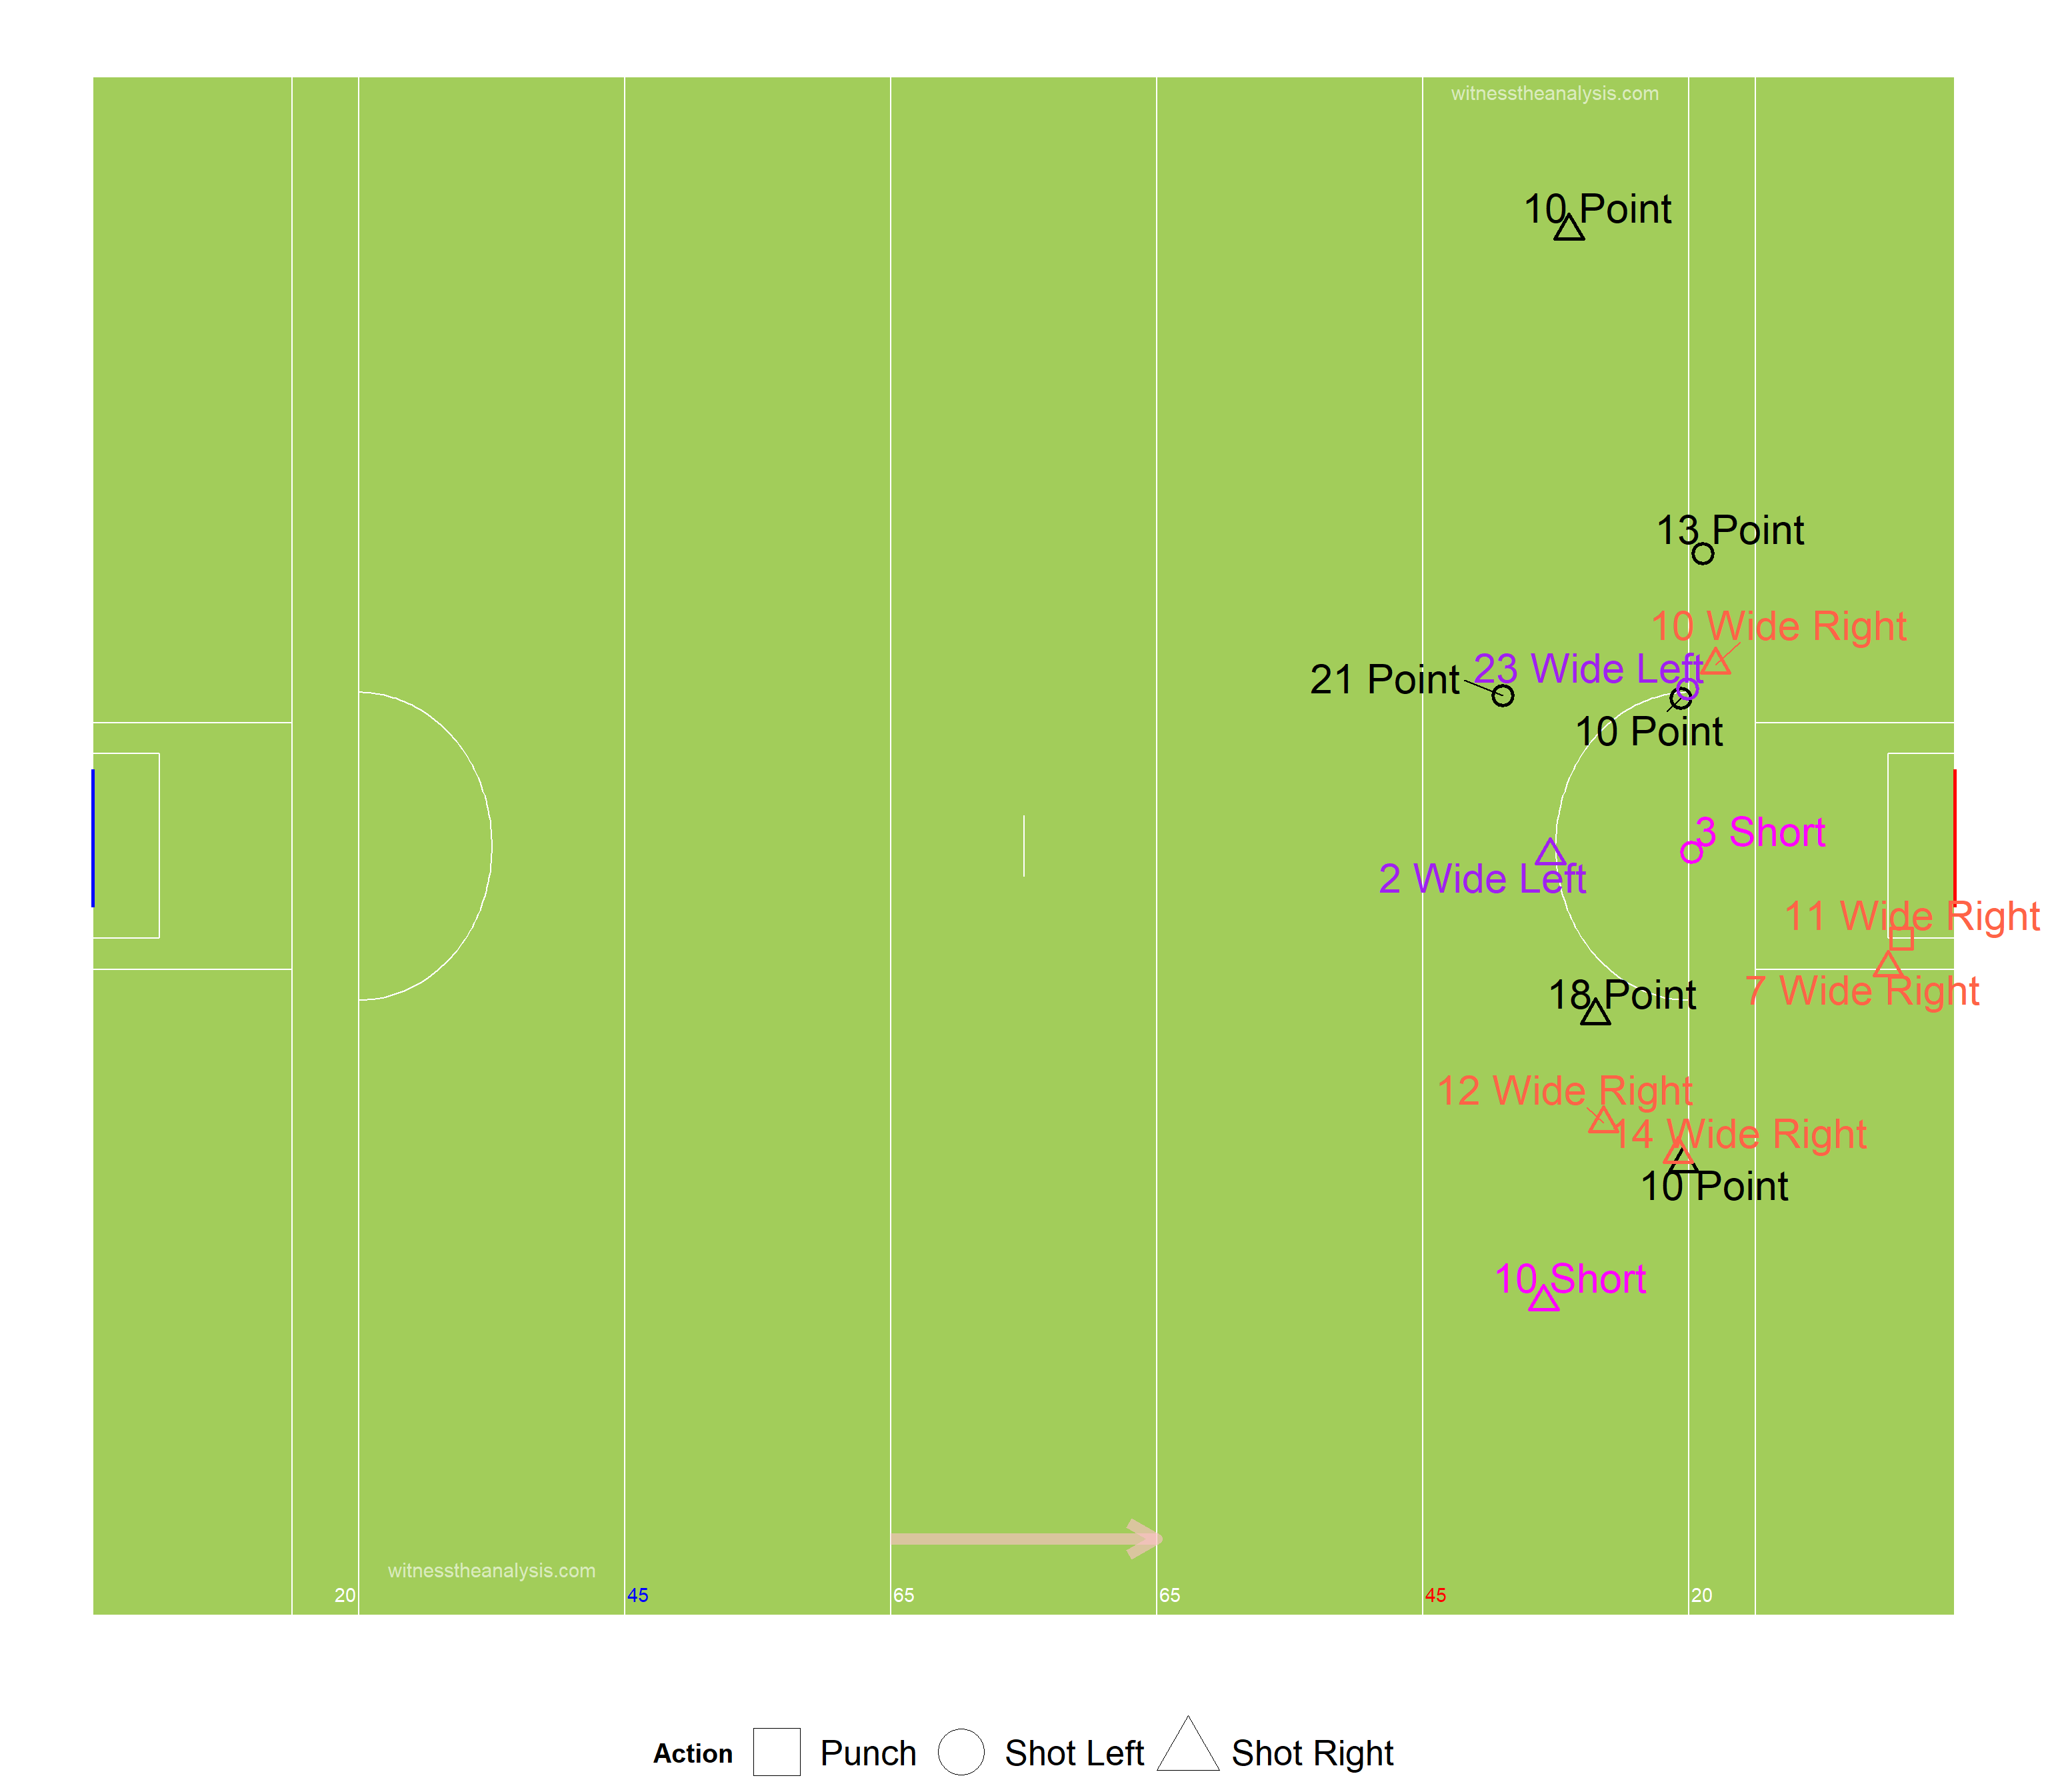 witnesstheanalysis.com
10 Point
13 Point
10 Wide Right
23 Wide Left
21 Point
10 Point
3 Short
2 Wide Left
11 Wide Right
7 Wide Right
18 Point
12 Wide Right
14 Wide Right
10 Point
10 Short
witnesstheanalysis.com
20 45 65 65 45 20
Action Punch Shot Left Shot Right